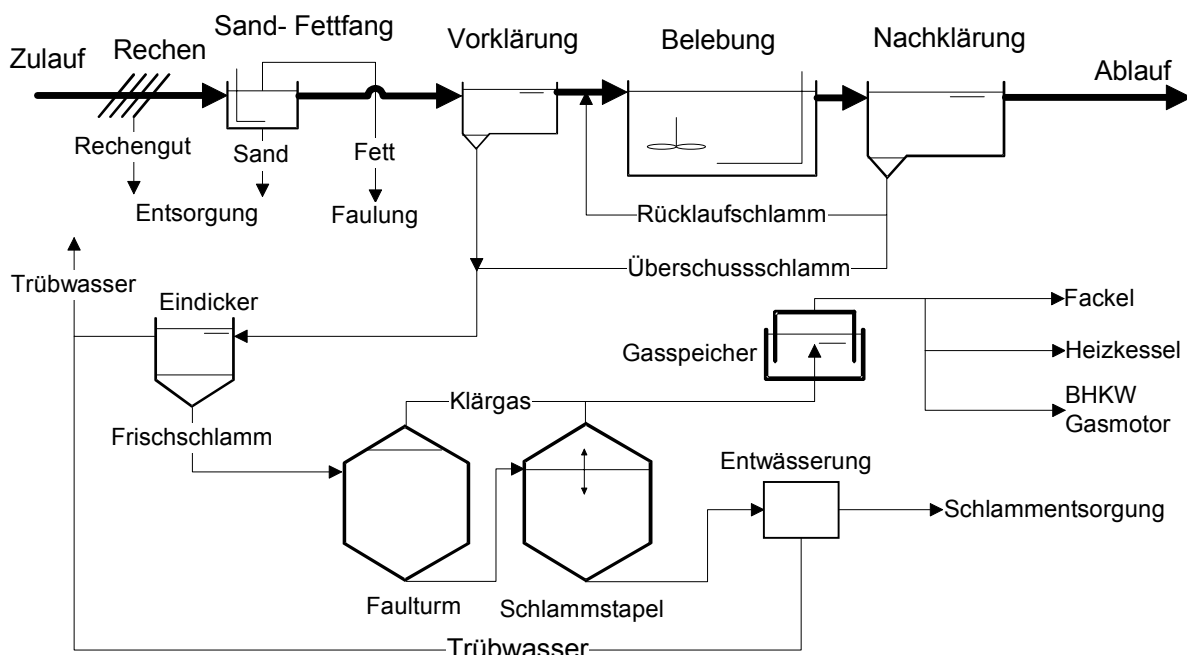 Sand- Fettfang
Zulauf
Rechen
Vorklärung
Belebung
Nachklärung
Ablauf
Rechengut
Sand
Fett
Entsorgung
Faulung
Rücklaufschlamm
Überschussschlamm
Trübwasser
Eindicker
Gasspeicher
Fackel
Heizkessel
BHKW
Gasmotor
Klärgas
Frischschlamm
Entwässerung
Schlammentsorgung
Faulturm
Schlammstapel
Trübwasser